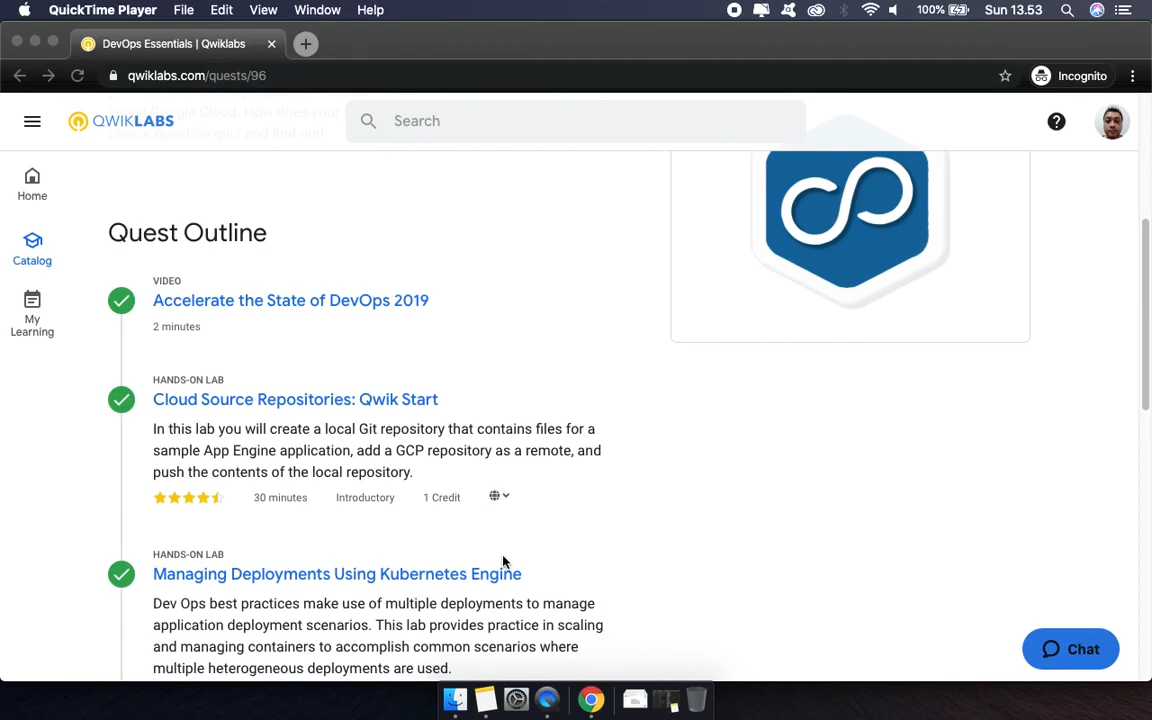 QuickTime Player File Edit View Window Help 100% Sun 13.53
DevOps Essentials | Qwiklabs
qwiklabs.com/quests/96 Incognito
QWIKLABS Search
Home
Catalog
My
Learning
Quest Outline
VIDEO
Accelerate the State of DevOps 2019
2 minutes
HANDS-ON LAB
Cloud Source Repositories: Qwik Start
In this lab you will create a local Git repository that contains files for a
sample App Engine application, add a GCP repository as a remote, and
push the contents of the local repository.
30 minutes Introductory 1 Credit
HANDS-ON LAB
Managing Deployments Using Kubernetes Engine
Dev Ops best practices make use of multiple deployments to manage
application deployment scenarios. This lab provides practice in scaling
and managing containers to accomplish common scenarios where
multiple heterogeneous deployments are used.
Chat